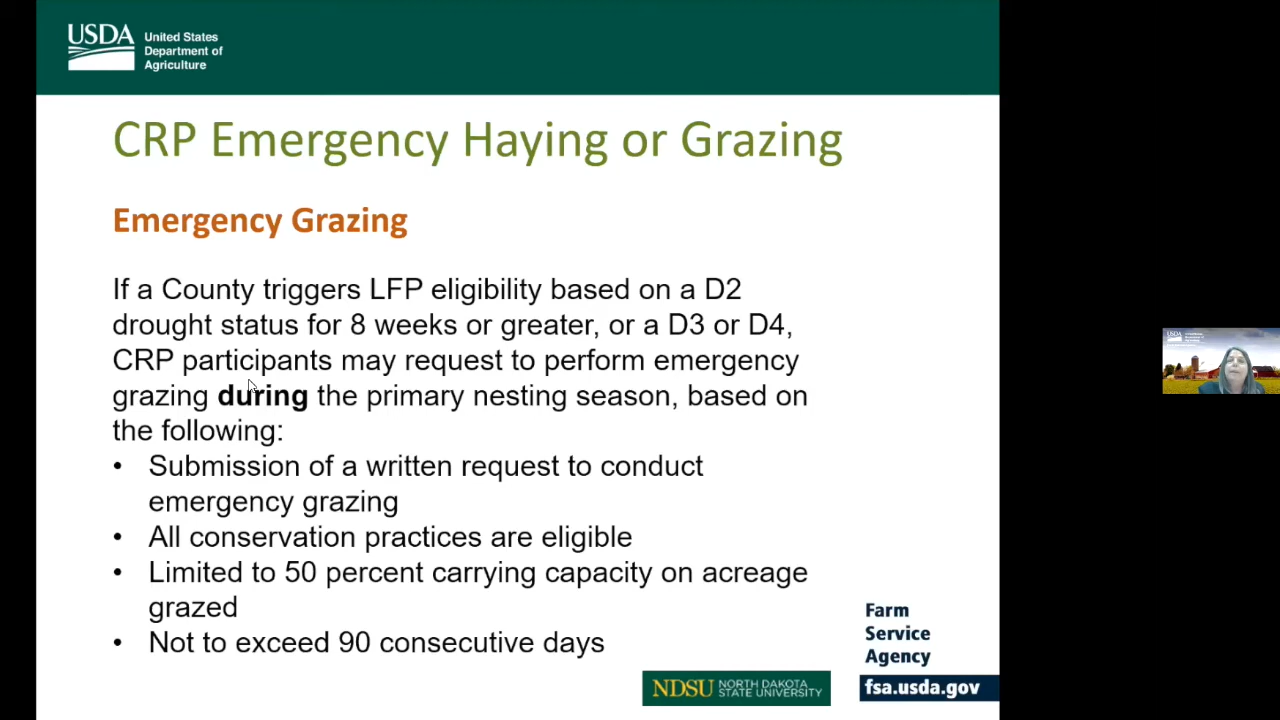 USDA
United States
Department of
Agriculture
CRP Emergency Haying or Grazing
Emergency Grazing
If a County triggers LFP eligibility based on a D2
drought status for 8 weeks or greater, or a D3 or D4,
CRP participants may request to perform emergency
grazing during the primary nesting season, based on
the following:
• Submission of a written request to conduct
emergency grazing
• All conservation practices are eligible
• Limited to 50 percent carrying capacity on acreage
grazed
• Not to exceed 90 consecutive days
Farm
Service
Agency
fsa.usda.gov
NDSU NORTH DAKOTA
STATE UNIVERSITY
USDA